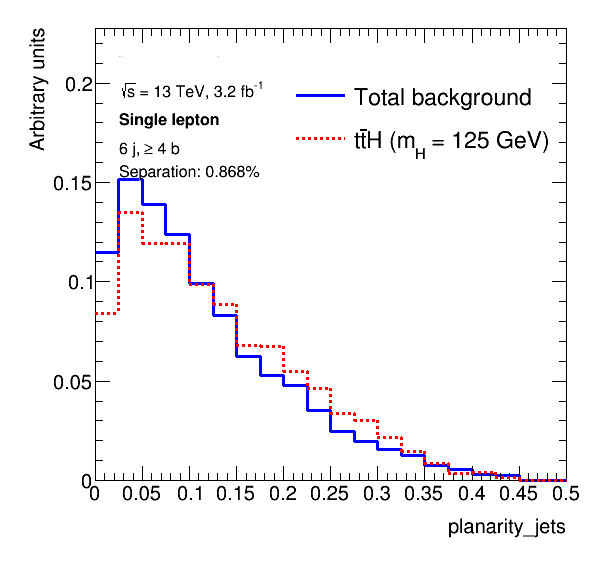 Arbitrary units
√s = 13 TeV, 3.2 fb⁻¹
Single lepton
6 j, ≥ 4 b
Separation: 0.868%
Total background
tt̄H (m_H = 125 GeV)
0.2
0.15
0.1
0.05
0
0 0.05 0.1 0.15 0.2 0.25 0.3 0.35 0.4 0.45 0.5
planarity_jets